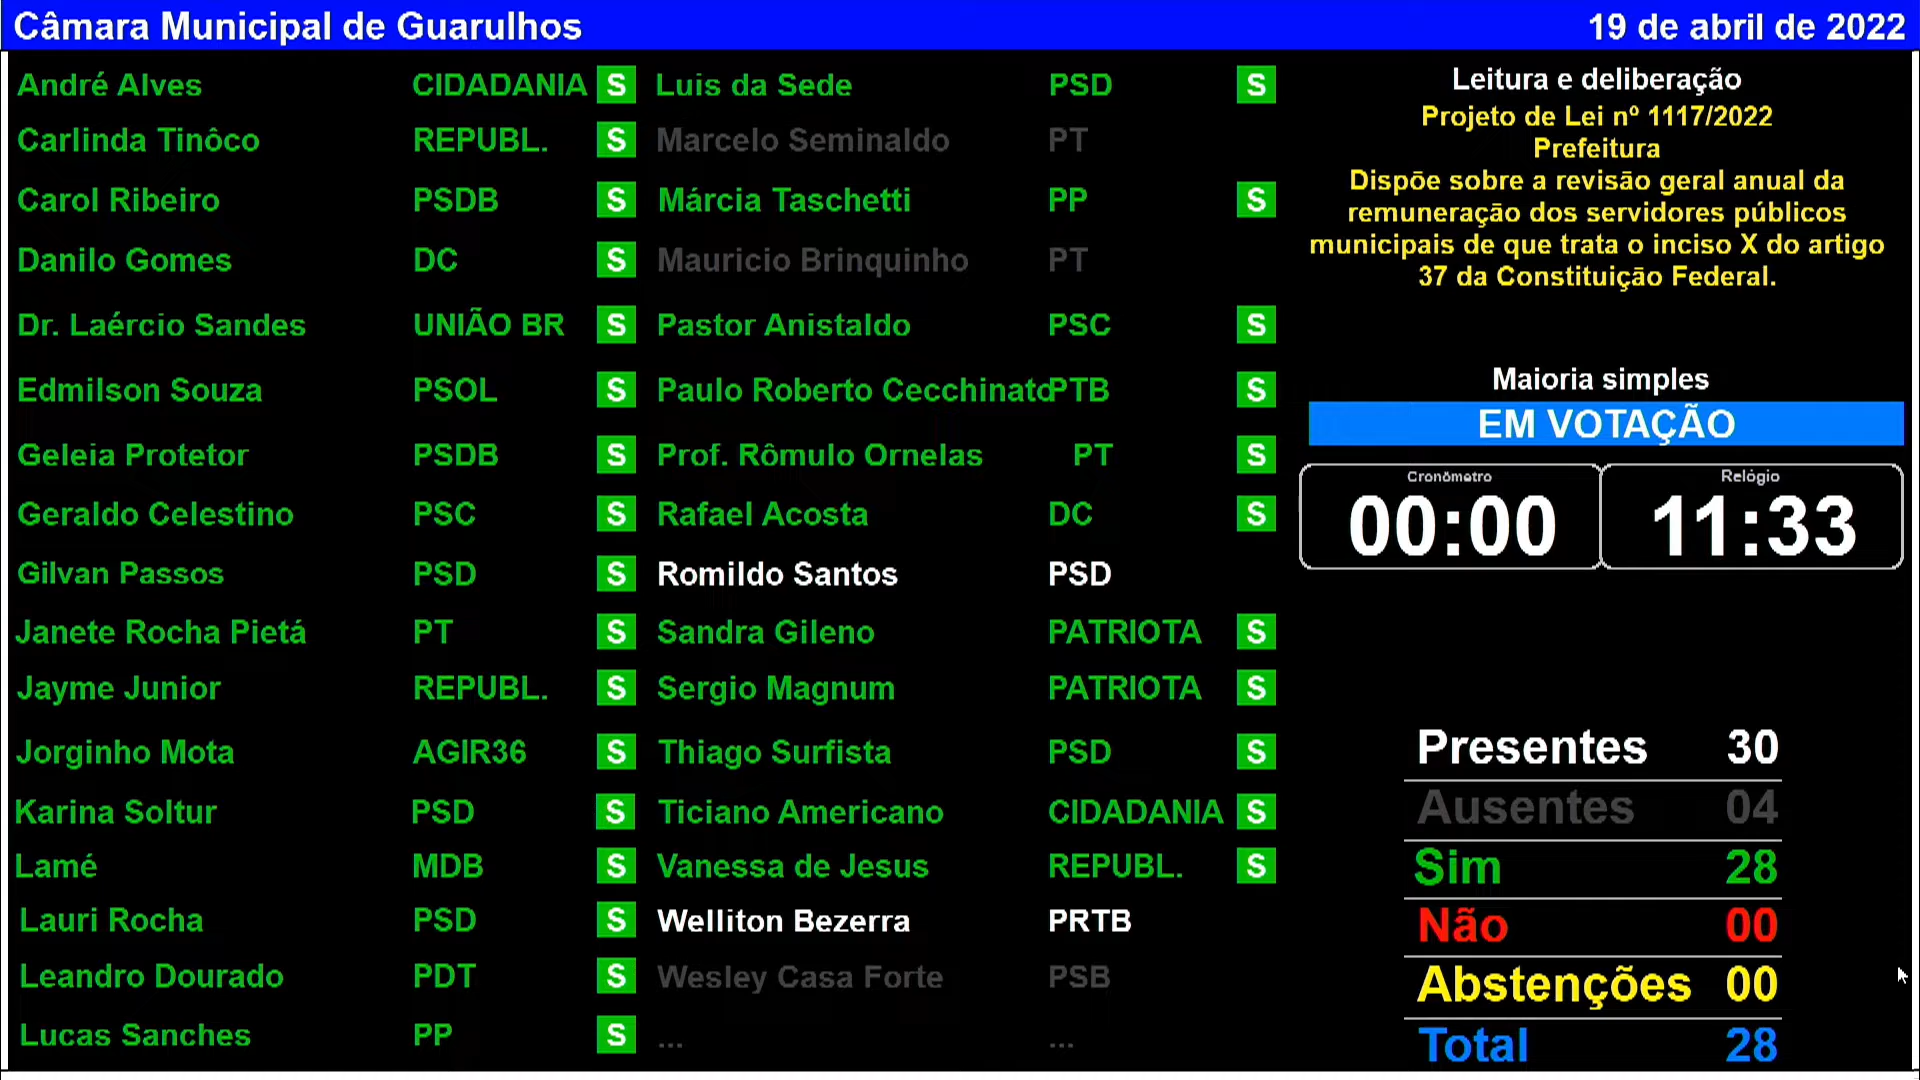 Câmara Municipal de Guarulhos 19 de abril de 2022
André Alves CIDADANIA S Luis da Sede PSD S
Carlinda Tinôco REPUBL. S Marcelo Seminaldo PT
Carol Ribeiro PSDB S Márcia Taschetti PP S
Danilo Gomes DC S Mauricio Brinquinho PT
Dr. Laércio Sandes UNIÃO BR S Pastor Anistaldo PSC S
Edmilson Souza PSOL S Paulo Roberto Cecchinato PTB S
Geleia Protetor PSDB S Prof. Rômulo Ornelas PT S
Geraldo Celestino PSC S Rafael Acosta DC S
Gilvan Passos PSD S Romildo Santos PSD
Janete Rocha Pietá PT S Sandra Gileno PATRIOTA S
Jayme Junior REPUBL. S Sergio Magnum PATRIOTA S
Jorginho Mota AGIR36 S Thiago Surfista PSD S
Karina Soltur PSD S Ticiano Americano CIDADANIA S
Lamé MDB S Vanessa de Jesus REPUBL. S
Lauri Rocha PSD S Welliton Bezerra PRTB
Leandro Dourado PDT S Wesley Casa Forte PSB
Lucas Sanches PP S ... ...
Leitura e deliberação
Projeto de Lei nº 1117/2022
Prefeitura
Dispõe sobre a revisão geral anual da
remuneração dos servidores públicos
municipais de que trata o inciso X do artigo
37 da Constituição Federal.
Maioria simples
EM VOTAÇÃO
Cronômetro Relógio
00:00 11:33
Presentes 30
Ausentes 04
Sim 28
Não 00
Abstenções 00
Total 28